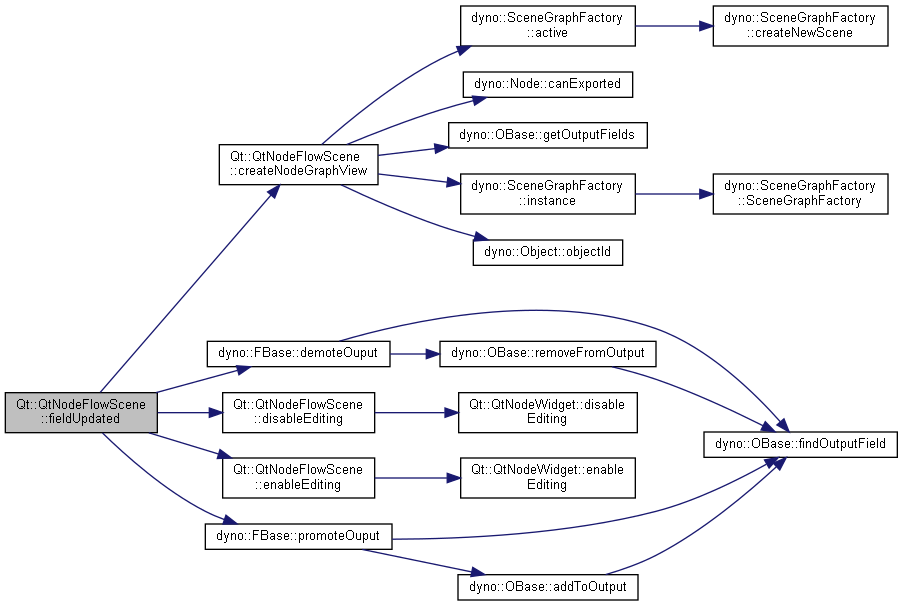 dyno::SceneGraphFactory
::active
dyno::SceneGraphFactory
::createNewScene
dyno::Node::canExported
dyno::OBase::getOutputFields
Qt::QtNodeFlowScene
::createNodeGraphView
dyno::SceneGraphFactory
::instance
dyno::SceneGraphFactory
::SceneGraphFactory
dyno::Object::objectId
dyno::FBase::demoteOuput
dyno::OBase::removeFromOutput
Qt::QtNodeFlowScene
::fieldUpdated
Qt::QtNodeFlowScene
::disableEditing
Qt::QtNodeWidget::disable
Editing
dyno::OBase::findOutputField
Qt::QtNodeFlowScene
::enableEditing
Qt::QtNodeWidget::enable
Editing
dyno::FBase::promoteOuput
dyno::OBase::addToOutput